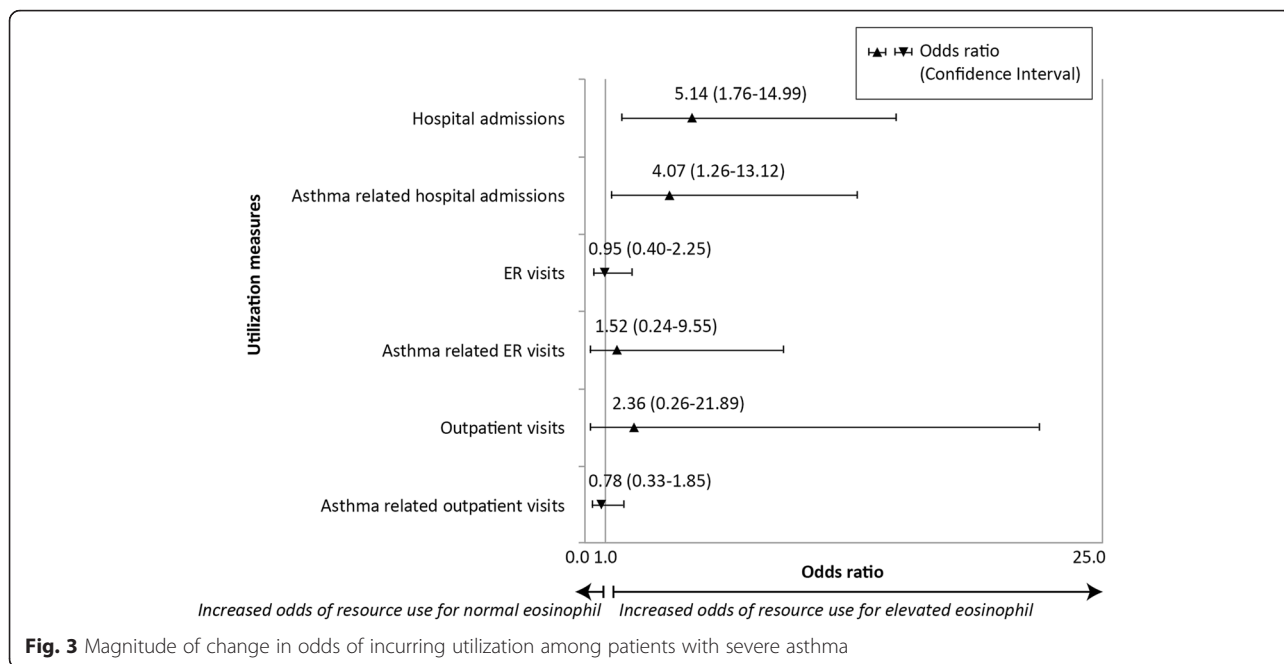 Odds ratio
(Confidence Interval)
Utilization measures
Hospital admissions
5.14 (1.76-14.99)
Asthma related hospital admissions
4.07 (1.26-13.12)
ER visits
0.95 (0.40-2.25)
Asthma related ER visits
1.52 (0.24-9.55)
Outpatient visits
2.36 (0.26-21.89)
Asthma related outpatient visits
0.78 (0.33-1.85)
0.0 1.0 25.0
Odds ratio
Increased odds of resource use for normal eosinophil Increased odds of resource use for elevated eosinophil
Fig. 3 Magnitude of change in odds of incurring utilization among patients with severe asthma